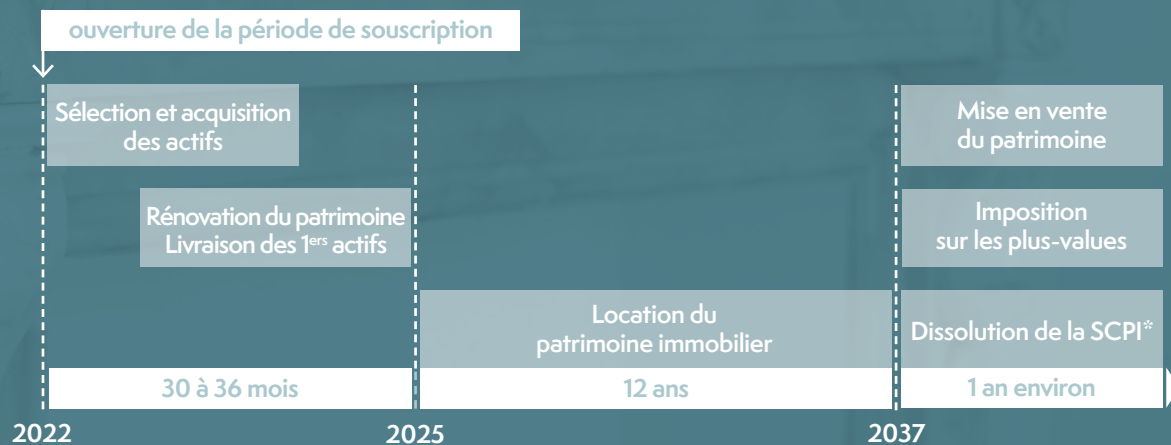 ouverture de la période de souscription
Sélection et acquisition
des actifs
Rénovation du patrimoine
Livraison des 1ers actifs
Location du
patrimoine immobilier
Mise en vente
du patrimoine
Imposition
sur les plus-values
Dissolution de la SCPI*
30 à 36 mois
12 ans
1 an environ
2022
2025
2037